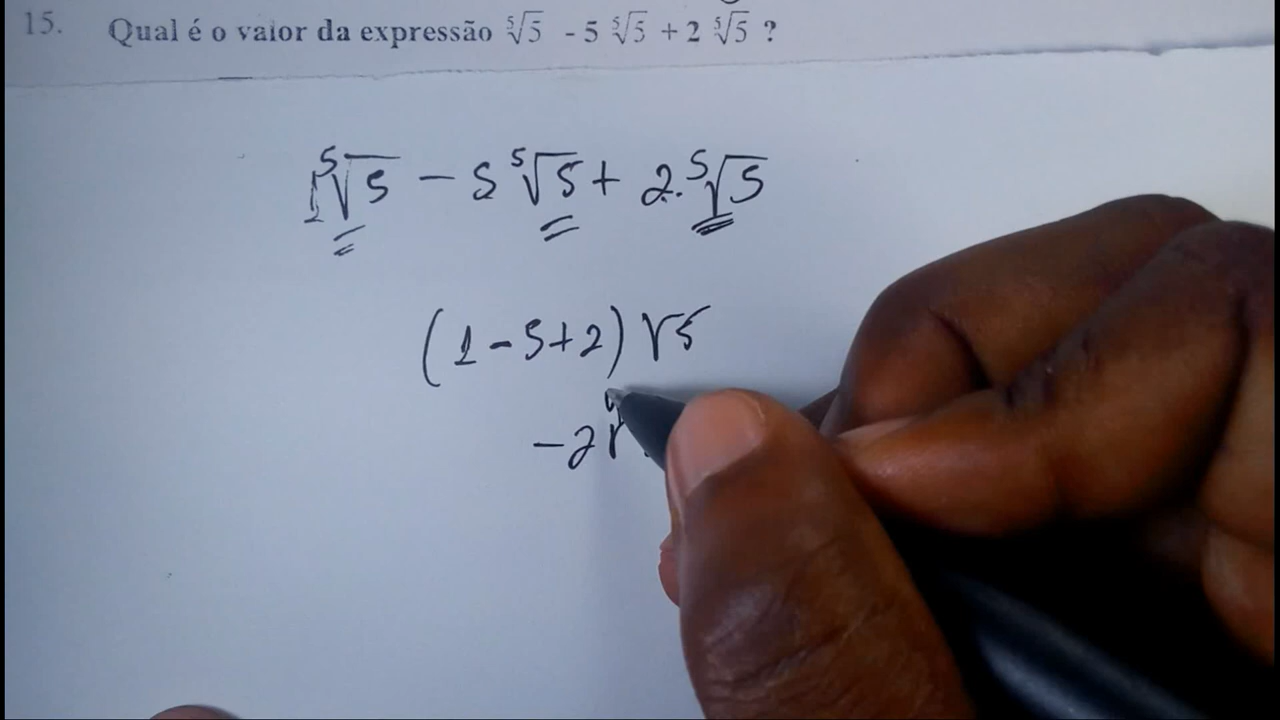 15. Qual é o valor da expressão ⁵√5 - 5 ⁵√5 + 2 ⁵√5 ?
1⁵√5 − 5 ⁵√5 + 2.⁵√5
(1 − 5 + 2) √5
−2